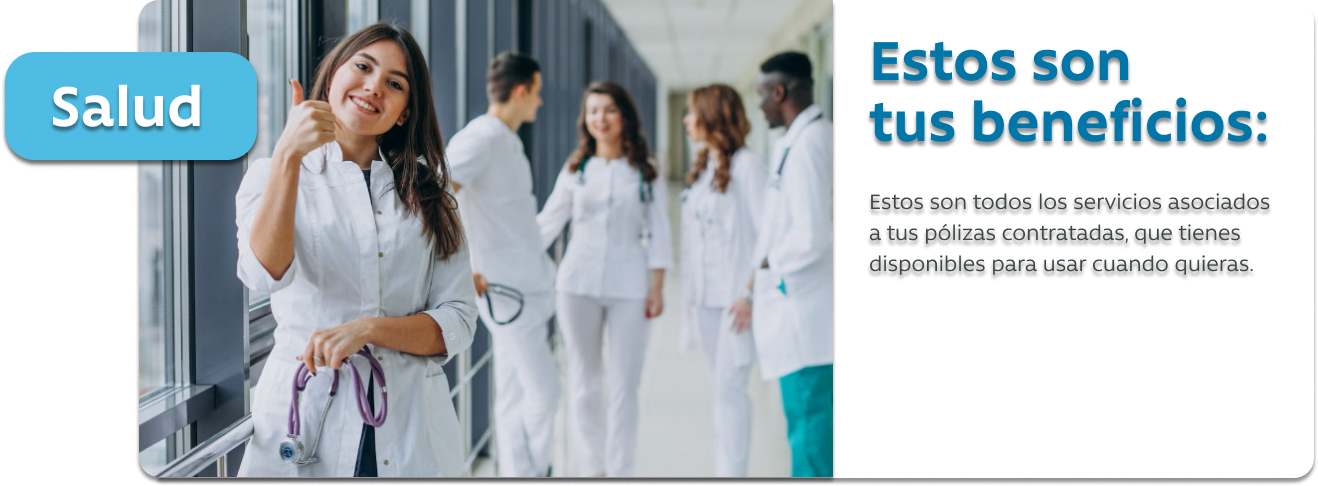 Salud
Estos son
tus beneficios:
Estos son todos los servicios asociados
a tus pólizas contratadas, que tienes
disponibles para usar cuando quieras.